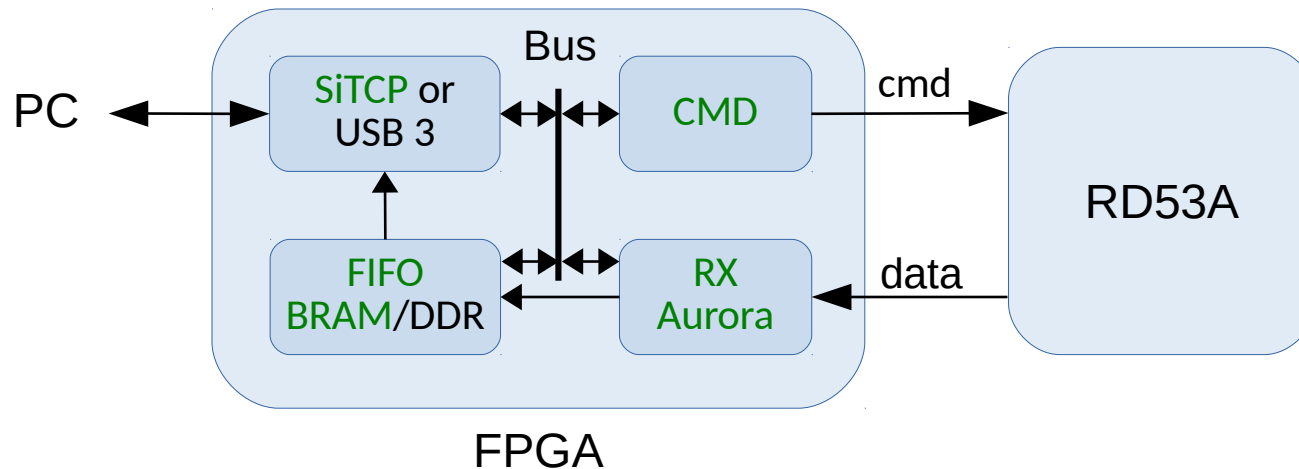 PC
SiTCP or
USB 3
Bus
CMD
cmd
RD53A
FIFO
BRAM/DDR
RX
Aurora
data
FPGA